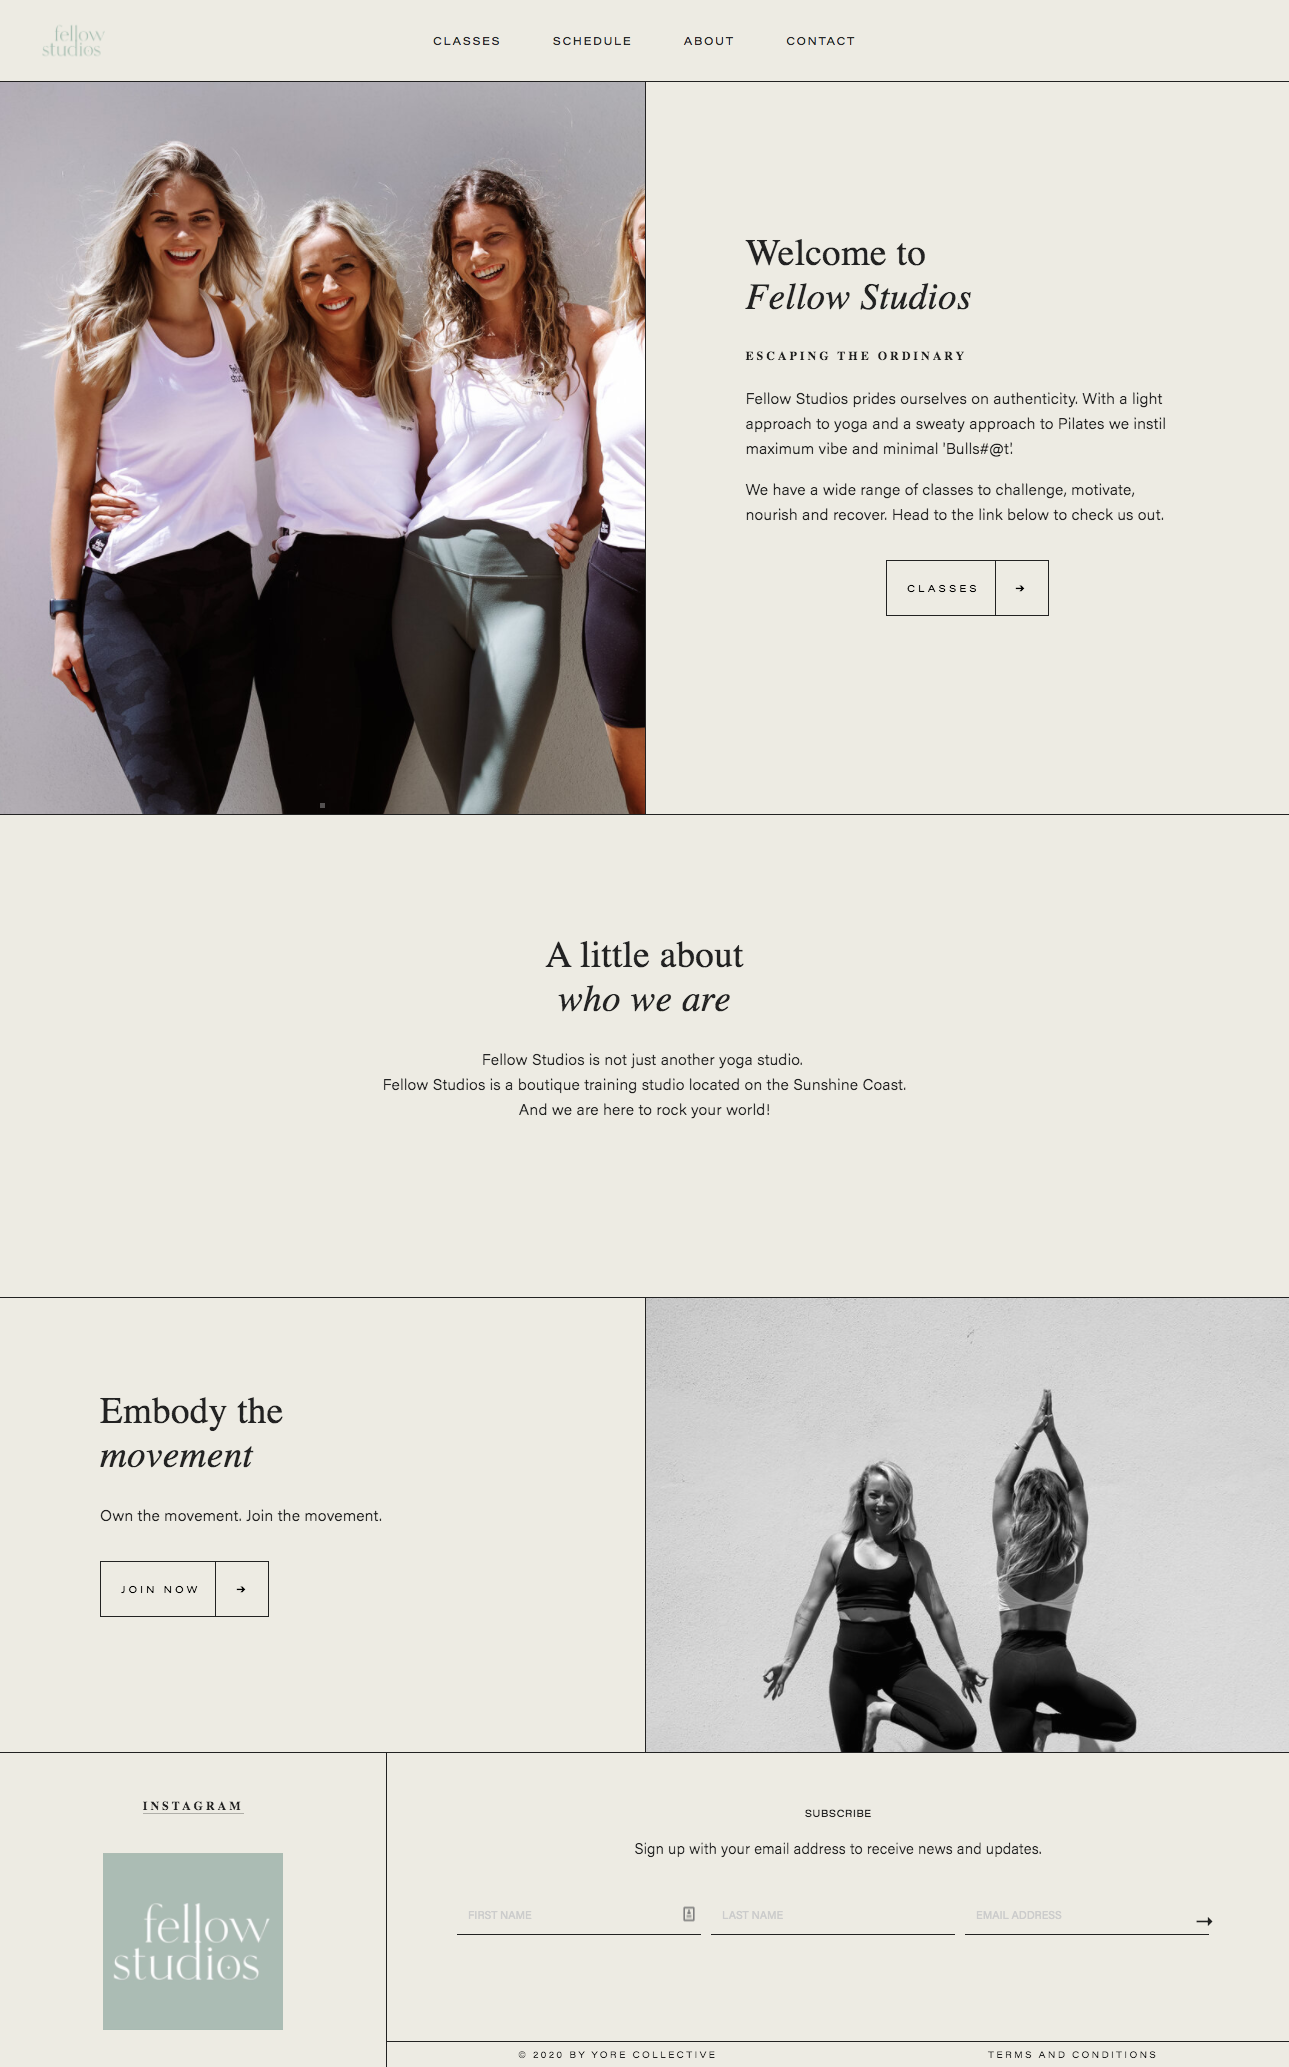 fellow
studios
CLASSES SCHEDULE ABOUT CONTACT
Welcome to
Fellow Studios
ESCAPING THE ORDINARY
Fellow Studios prides ourselves on authenticity. With a light
approach to yoga and a sweaty approach to Pilates we instil
maximum vibe and minimal 'Bulls#@t'.
We have a wide range of classes to challenge, motivate,
nourish and recover. Head to the link below to check us out.
CLASSES ➔
A little about
who we are
Fellow Studios is not just another yoga studio.
Fellow Studios is a boutique training studio located on the Sunshine Coast.
And we are here to rock your world!
Embody the
movement
Own the movement. Join the movement.
JOIN NOW ➔
INSTAGRAM
fellow
studios
SUBSCRIBE
Sign up with your email address to receive news and updates.
FIRST NAME LAST NAME EMAIL ADDRESS →
© 2020 BY YORE COLLECTIVE TERMS AND CONDITIONS